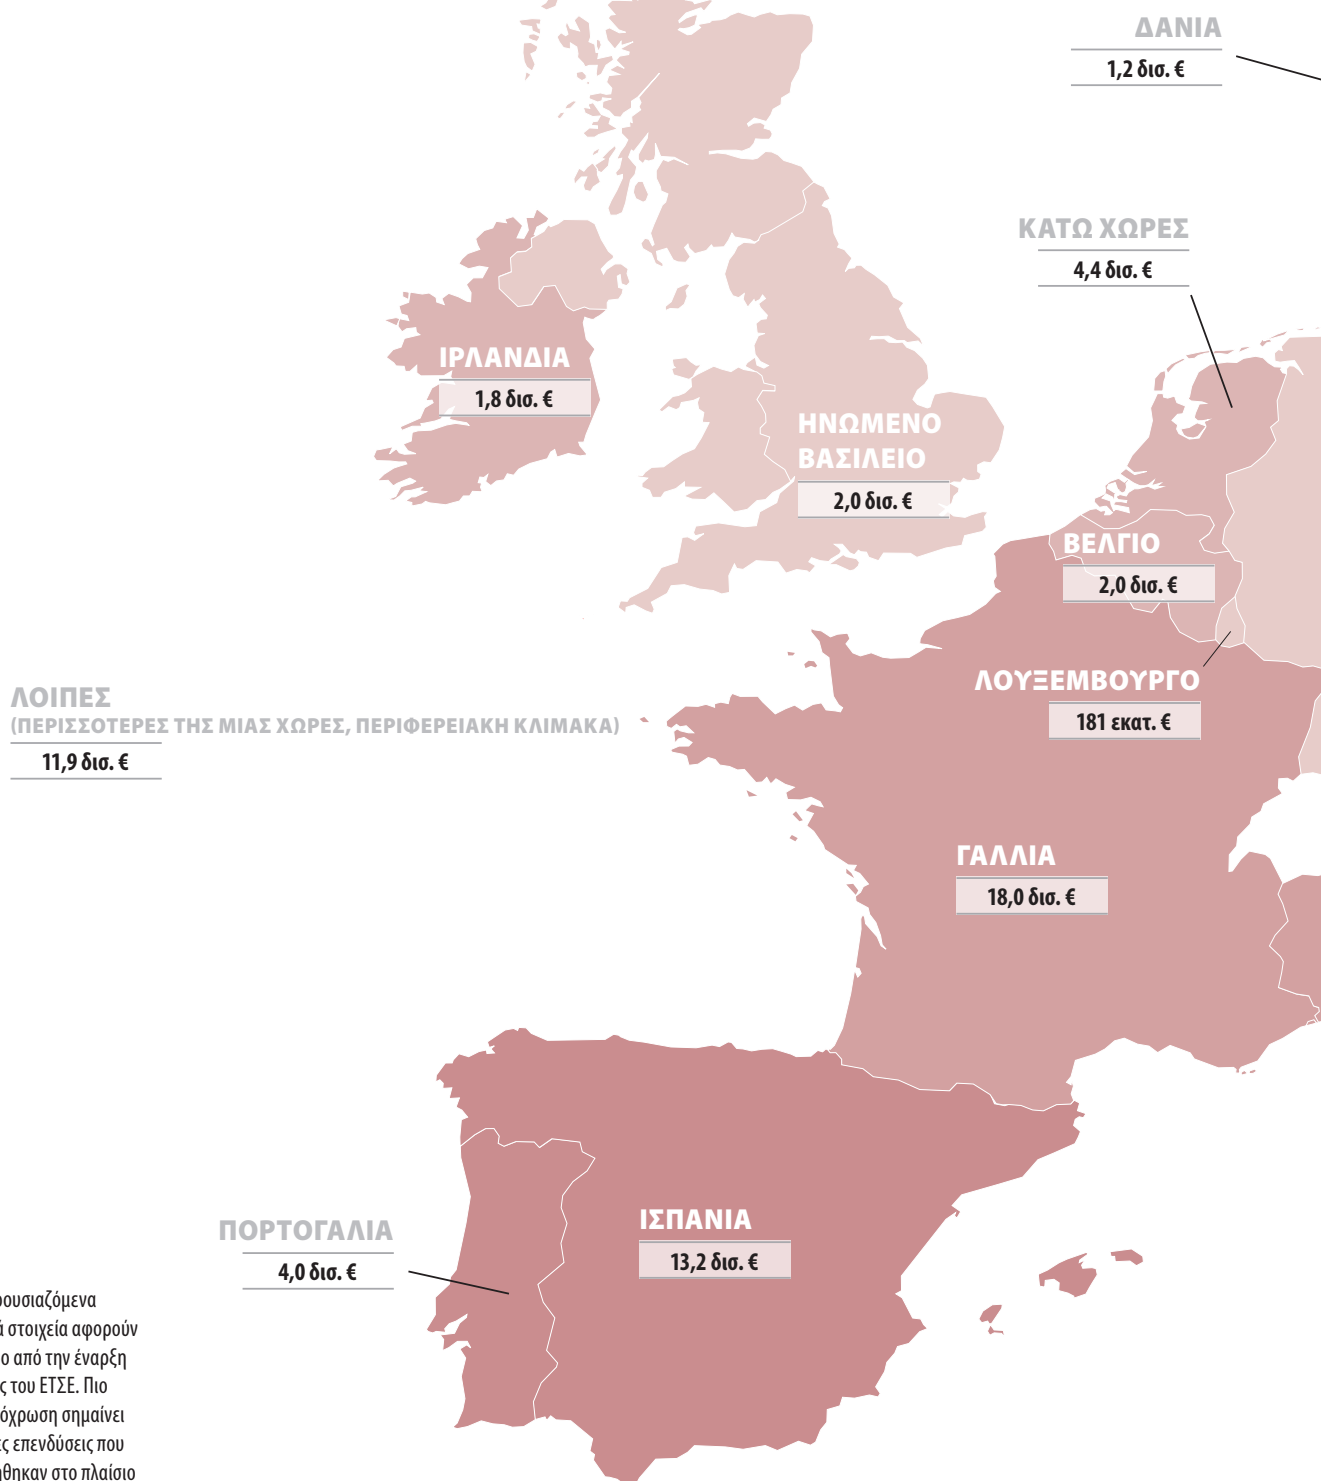 ΔΑΝΙΑ
1,2 δισ. €
ΚΑΤΩ ΧΩΡΕΣ
4,4 δισ. €
ΙΡΛΑΝΔΙΑ
1,8 δισ. €
ΗΝΩΜΕΝΟ
ΒΑΣΙΛΕΙΟ
2,0 δισ. €
ΒΕΛΓΙΟ
2,0 δισ. €
ΛΟΥΞΕΜΒΟΥΡΓΟ
181 εκατ. €
ΛΟΙΠΕΣ
(ΠΕΡΙΣΣΟΤΕΡΕΣ ΤΗΣ ΜΙΑΣ ΧΩΡΕΣ, ΠΕΡΙΦΕΡΕΙΑΚΗ ΚΛΙΜΑΚΑ)
11,9 δισ. €
ΓΑΛΛΙΑ
18,0 δισ. €
ΙΣΠΑΝΙΑ
13,2 δισ. €
ΠΟΡΤΟΓΑΛΙΑ
4,0 δισ. €
στοιχεία αφορούν
από την έναρξη
του ΕΤΣΕ. Πιο
σημαίνει
επενδύσεις που
στο πλαίσιο